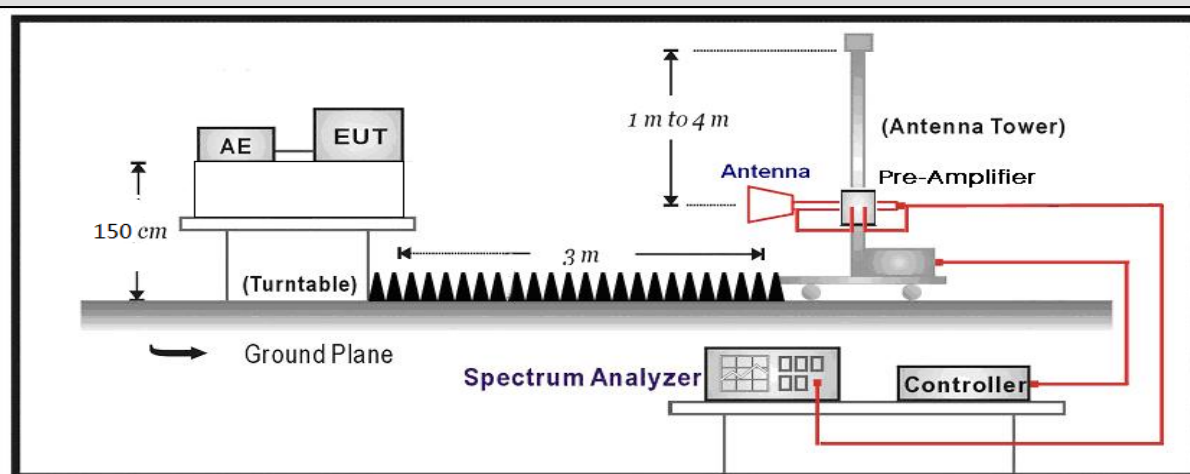 1 m to 4 m
(Antenna Tower)
AE
EUT
Antenna
Pre-Amplifier
150 cm
3 m
(Turntable)
Ground Plane
Spectrum Analyzer
Controller